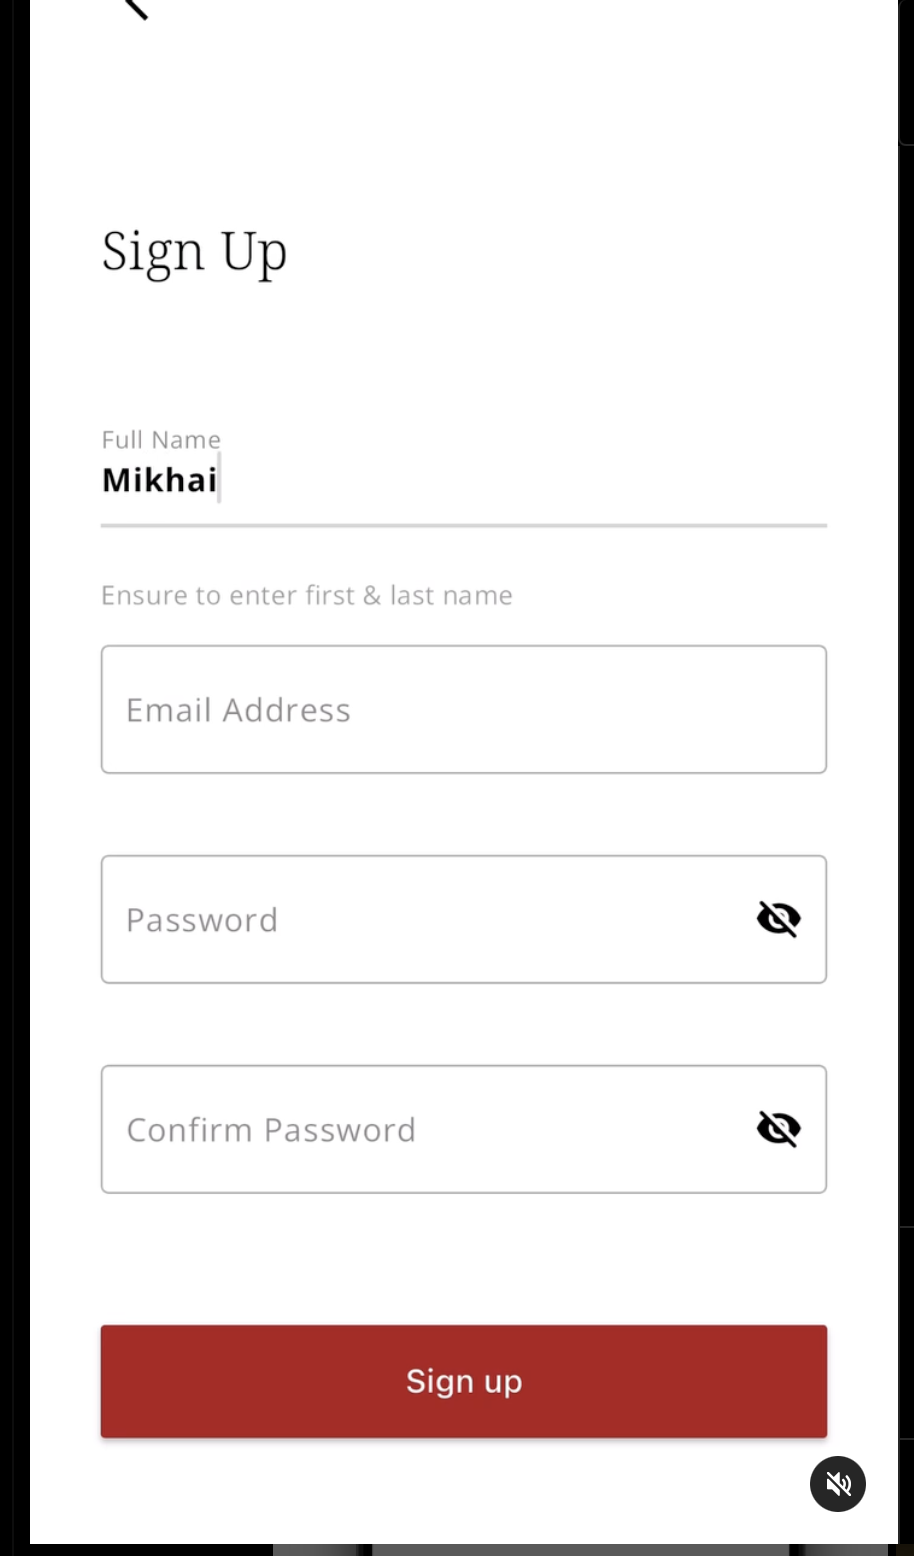 Sign Up
Full Name
Mikhai
Ensure to enter first & last name
Email Address
Password
Confirm Password
Sign up